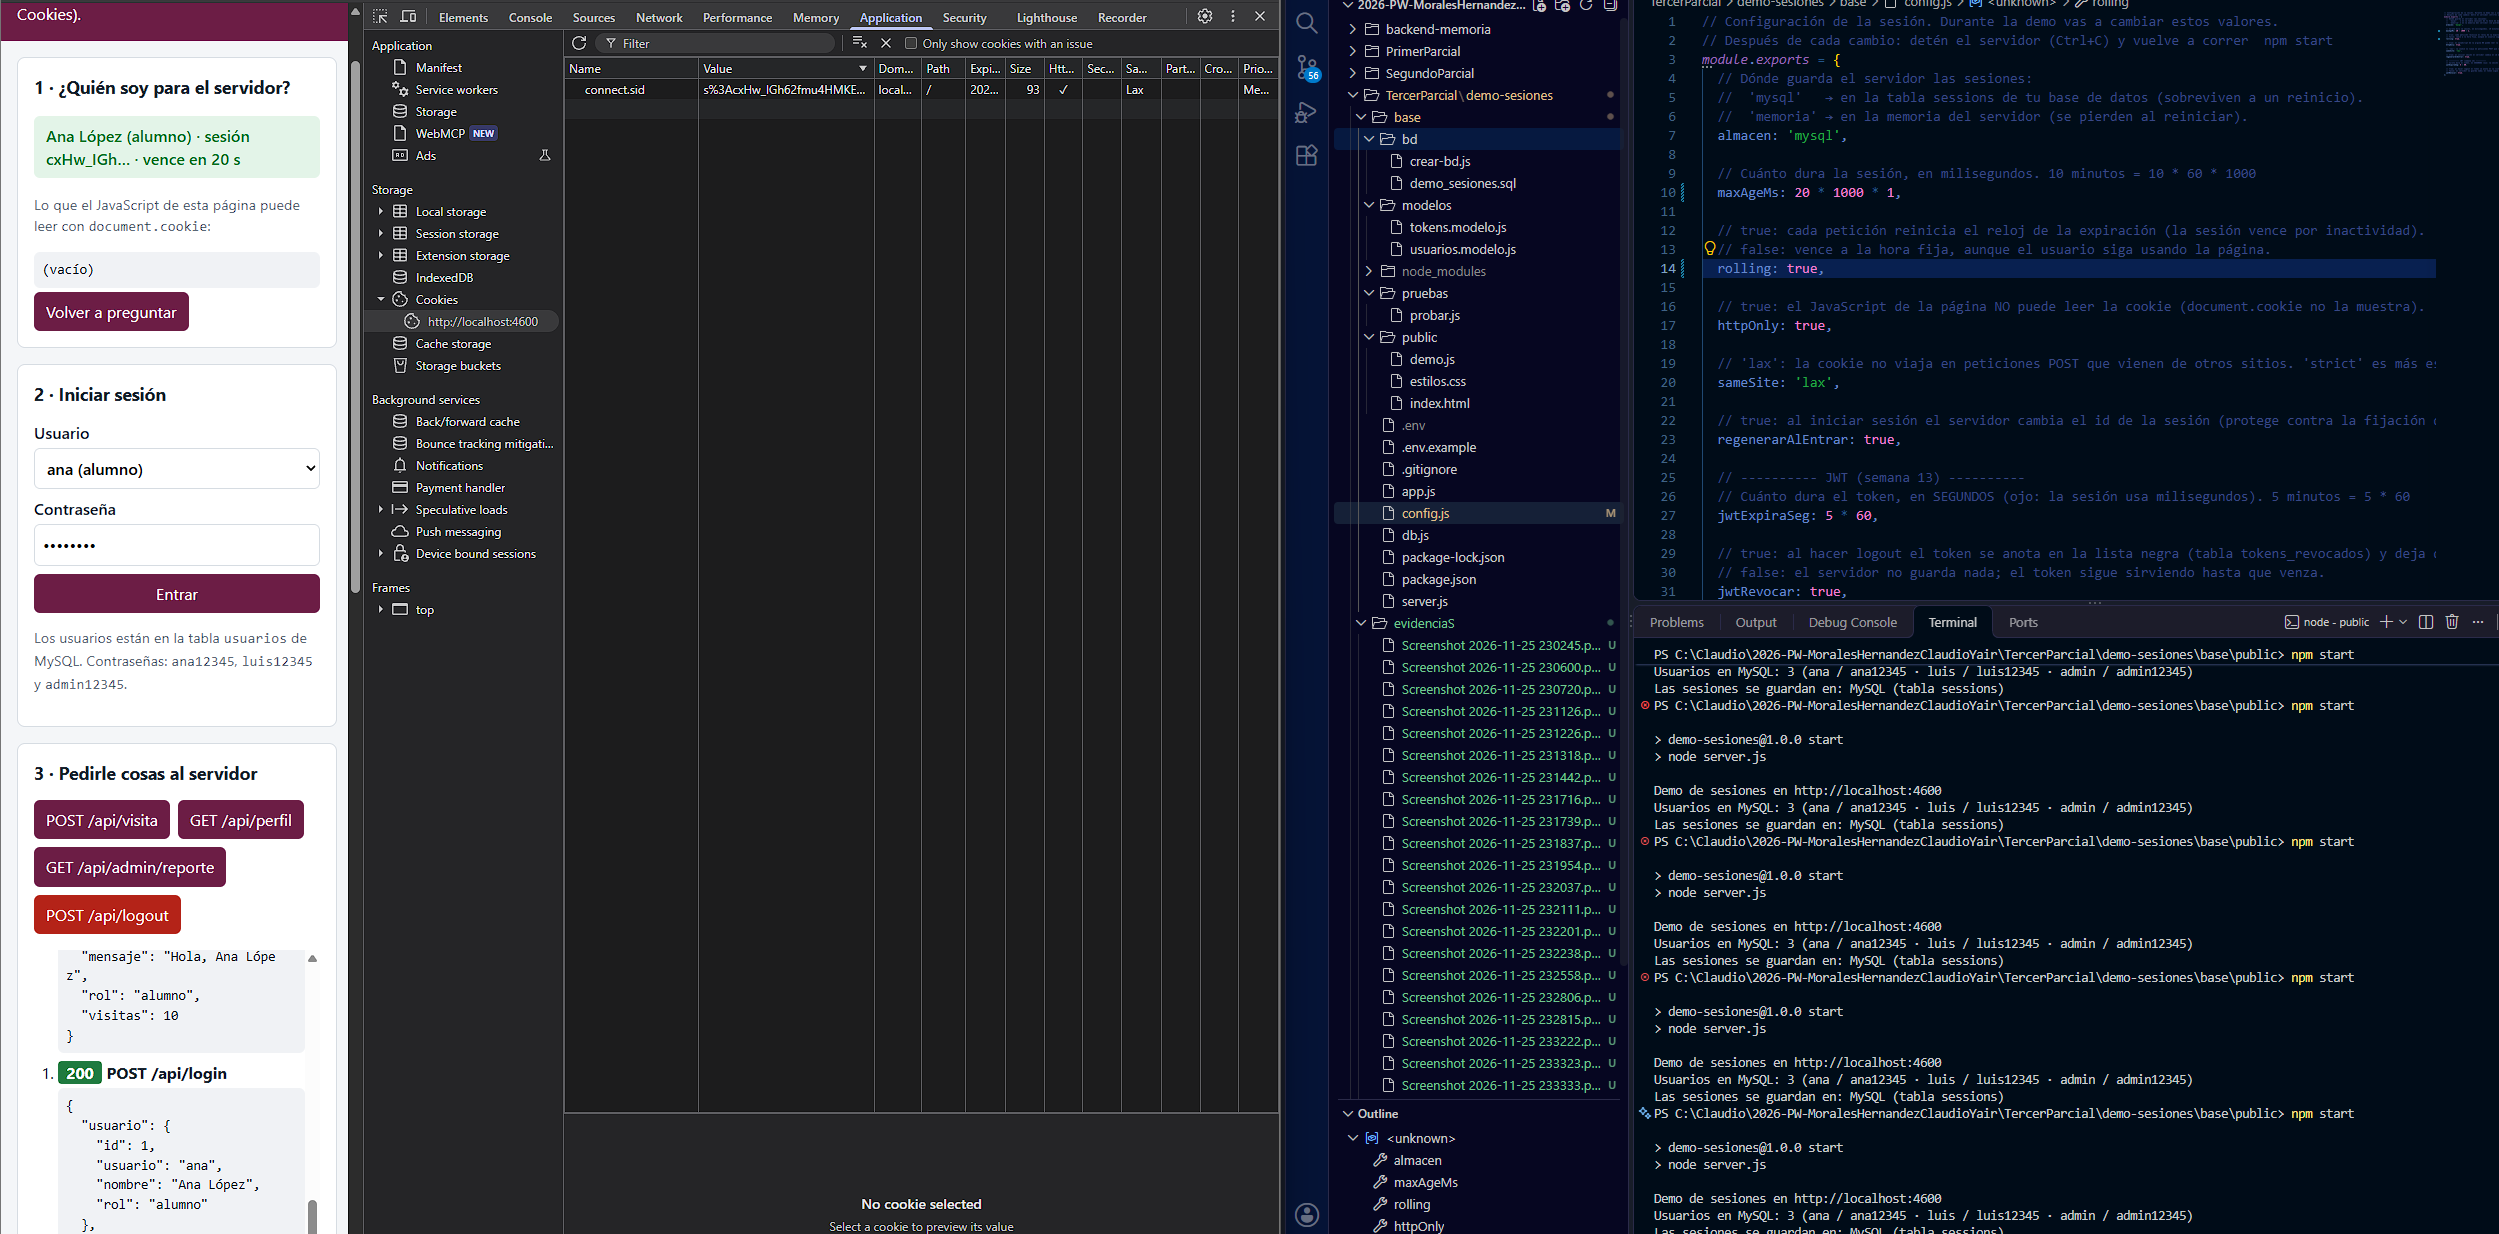 Cookies).
1 · ¿Quién soy para el servidor?
Ana López (alumno) · sesión
cxHw_IGh... · vence en 20 s
Lo que el JavaScript de esta página puede
leer con document.cookie:
(vacío)
Volver a preguntar
2 · Iniciar sesión
Usuario
ana (alumno)
Contraseña
••••••••
Entrar
Los usuarios están en la tabla usuarios de
MySQL. Contraseñas: ana12345, luis12345
y admin12345.
3 · Pedirle cosas al servidor
POST /api/visita
GET /api/perfil
GET /api/admin/reporte
POST /api/logout
"mensaje": "Hola, Ana Lópe
z",
"rol": "alumno",
"visitas": 10
}
1. 200 POST /api/login
{
"usuario": {
"id": 1,
"usuario": "ana",
"nombre": "Ana López",
"rol": "alumno"
},
Elements Console Sources Network Performance Memory Application Security Lighthouse Recorder
Application
Manifest
Service workers
Storage
WebMCP NEW
Ads
Storage
Local storage
Session storage
Extension storage
IndexedDB
Cookies
http://localhost:4600
Cache storage
Storage buckets
Background services
Back/forward cache
Bounce tracking mitigati...
Notifications
Payment handler
Speculative loads
Push messaging
Device bound sessions
Frames
top
Filter
Only show cookies with an issue
Name Value Dom... Path Expi... Size Htt... Sec... Sa... Part... Cro... Prio...
connect.sid s%3AcxHw_IGh62fmu4HMKE... local... / 202... 93 ✓ Lax Me...
No cookie selected
Select a cookie to preview its value
56
2026-PW-MoralesHernandez...
backend-memoria
PrimerParcial
SegundoParcial
TercerParcial\demo-sesiones
base
bd
crear-bd.js
demo_sesiones.sql
modelos
tokens.modelo.js
usuarios.modelo.js
node_modules
pruebas
probar.js
public
demo.js
estilos.css
index.html
.env
.env.example
.gitignore
app.js
config.js M
db.js
package-lock.json
package.json
server.js
evidenciaS
Screenshot 2026-11-25 230245.p... U
Screenshot 2026-11-25 230600.p... U
Screenshot 2026-11-25 230720.p... U
Screenshot 2026-11-25 231126.p... U
Screenshot 2026-11-25 231226.p... U
Screenshot 2026-11-25 231318.p... U
Screenshot 2026-11-25 231442.p... U
Screenshot 2026-11-25 231716.p... U
Screenshot 2026-11-25 231739.p... U
Screenshot 2026-11-25 231837.p... U
Screenshot 2026-11-25 231954.p... U
Screenshot 2026-11-25 232037.p... U
Screenshot 2026-11-25 232111.p... U
Screenshot 2026-11-25 232201.p... U
Screenshot 2026-11-25 232238.p... U
Screenshot 2026-11-25 232558.p... U
Screenshot 2026-11-25 232806.p... U
Screenshot 2026-11-25 232815.p... U
Screenshot 2026-11-25 233222.p... U
Screenshot 2026-11-25 233323.p... U
Screenshot 2026-11-25 233333.p... U
Outline
<unknown>
almacen
maxAgeMs
rolling
httpOnly
TercerParcial > demo-sesiones > base > config.js > <unknown> > rolling
1 // Configuración de la sesión. Durante la demo vas a cambiar estos valores.
2 // Después de cada cambio: detén el servidor (Ctrl+C) y vuelve a correr npm start
3 module.exports = {
4 // Dónde guarda el servidor las sesiones:
5 // 'mysql' → en la tabla sessions de tu base de datos (sobreviven a un reinicio).
6 // 'memoria' → en la memoria del servidor (se pierden al reiniciar).
7 almacen: 'mysql',
8
9 // Cuánto dura la sesión, en milisegundos. 10 minutos = 10 * 60 * 1000
10 maxAgeMs: 20 * 1000 * 1,
11
12 // true: cada petición reinicia el reloj de la expiración (la sesión vence por inactividad).
13 // false: vence a la hora fija, aunque el usuario siga usando la página.
14 rolling: true,
15
16 // true: el JavaScript de la página NO puede leer la cookie (document.cookie no la muestra).
17 httpOnly: true,
18
19 // 'lax': la cookie no viaja en peticiones POST que vienen de otros sitios. 'strict' es más es
20 sameSite: 'lax',
21
22 // true: al iniciar sesión el servidor cambia el id de la sesión (protege contra la fijación
23 regenerarAlEntrar: true,
24
25 // ---------- JWT (semana 13) ----------
26 // Cuánto dura el token, en SEGUNDOS (ojo: la sesión usa milisegundos). 5 minutos = 5 * 60
27 jwtExpiraSeg: 5 * 60,
28
29 // true: al hacer logout el token se anota en la lista negra (tabla tokens_revocados) y deja
30 // false: el servidor no guarda nada; el token sigue sirviendo hasta que venza.
31 jwtRevocar: true,
Problems Output Debug Console Terminal Ports
node - public
PS C:\Claudio\2026-PW-MoralesHernandezClaudioYair\TercerParcial\demo-sesiones\base\public> npm start
Usuarios en MySQL: 3 (ana / ana12345 · luis / luis12345 · admin / admin12345)
Las sesiones se guardan en: MySQL (tabla sessions)
PS C:\Claudio\2026-PW-MoralesHernandezClaudioYair\TercerParcial\demo-sesiones\base\public> npm start
> demo-sesiones@1.0.0 start
> node server.js
Demo de sesiones en http://localhost:4600
Usuarios en MySQL: 3 (ana / ana12345 · luis / luis12345 · admin / admin12345)
Las sesiones se guardan en: MySQL (tabla sessions)
PS C:\Claudio\2026-PW-MoralesHernandezClaudioYair\TercerParcial\demo-sesiones\base\public> npm start
> demo-sesiones@1.0.0 start
> node server.js
Demo de sesiones en http://localhost:4600
Usuarios en MySQL: 3 (ana / ana12345 · luis / luis12345 · admin / admin12345)
Las sesiones se guardan en: MySQL (tabla sessions)
PS C:\Claudio\2026-PW-MoralesHernandezClaudioYair\TercerParcial\demo-sesiones\base\public> npm start
> demo-sesiones@1.0.0 start
> node server.js
Demo de sesiones en http://localhost:4600
Usuarios en MySQL: 3 (ana / ana12345 · luis / luis12345 · admin / admin12345)
Las sesiones se guardan en: MySQL (tabla sessions)
PS C:\Claudio\2026-PW-MoralesHernandezClaudioYair\TercerParcial\demo-sesiones\base\public> npm start
> demo-sesiones@1.0.0 start
> node server.js
Demo de sesiones en http://localhost:4600
Usuarios en MySQL: 3 (ana / ana12345 · luis / luis12345 · admin / admin12345)
Las sesiones se guardan en: MySQL (tabla sessions)